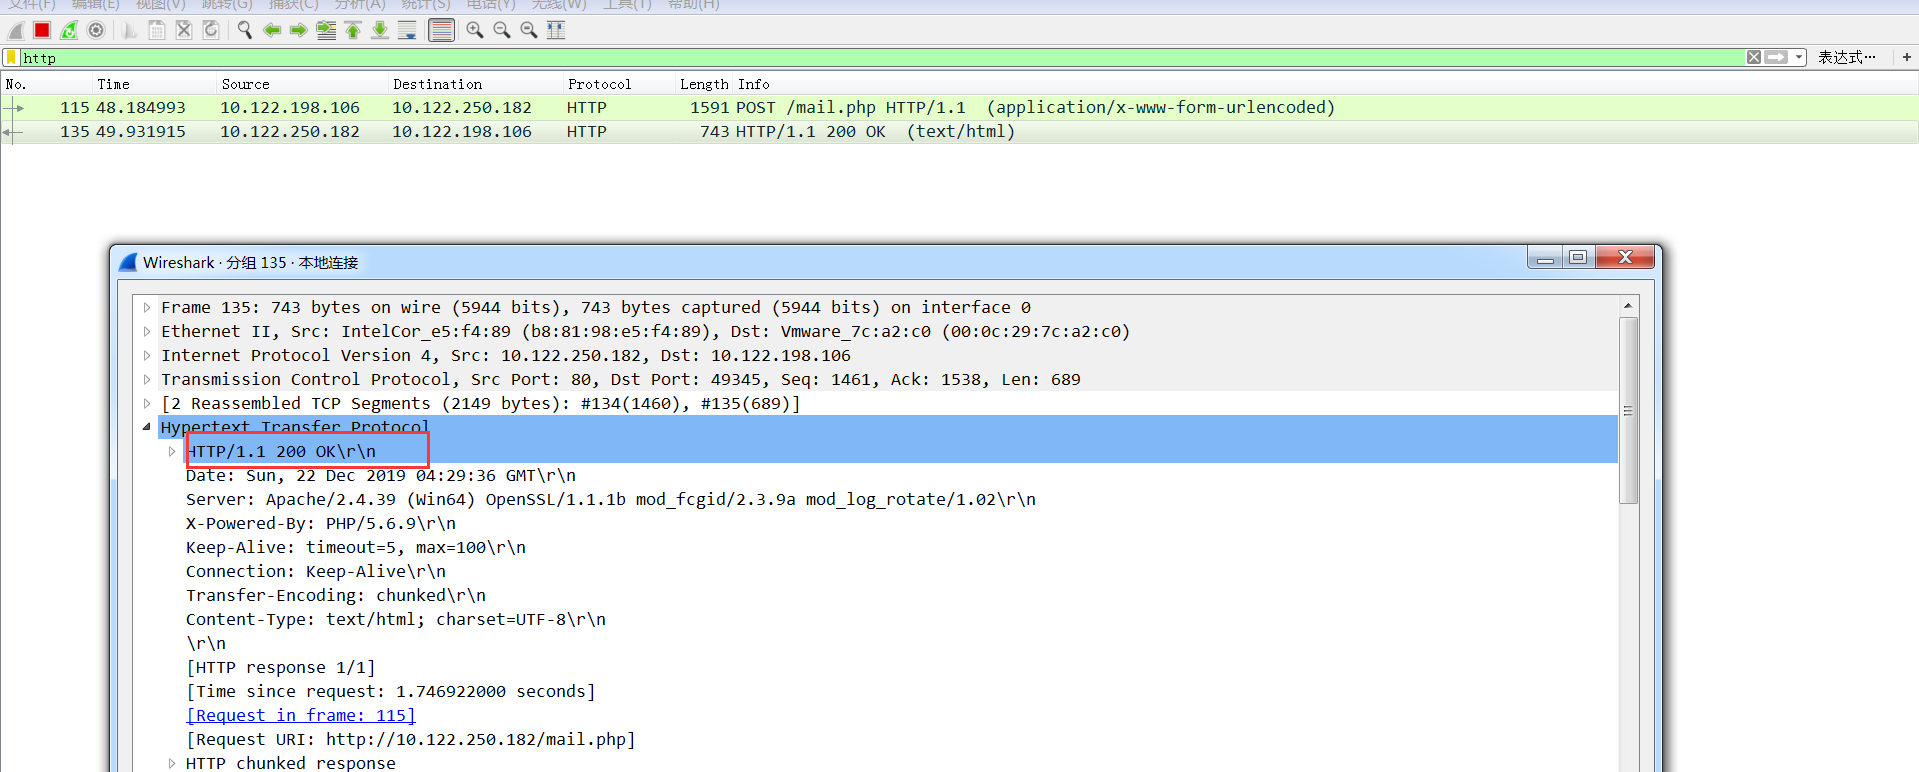 文件(F) 编辑(E) 视图(V) 跳转(G) 捕获(C) 分析(A) 统计(S) 电话(Y) 无线(W) 工具(T) 帮助(H)
http 表达式…
No. Time Source Destination Protocol Length Info
115 48.184993 10.122.198.106 10.122.250.182 HTTP 1591 POST /mail.php HTTP/1.1 (application/x-www-form-urlencoded)
135 49.931915 10.122.250.182 10.122.198.106 HTTP 743 HTTP/1.1 200 OK (text/html)
Wireshark · 分组 135 · 本地连接
Frame 135: 743 bytes on wire (5944 bits), 743 bytes captured (5944 bits) on interface 0
Ethernet II, Src: IntelCor_e5:f4:89 (b8:81:98:e5:f4:89), Dst: Vmware_7c:a2:c0 (00:0c:29:7c:a2:c0)
Internet Protocol Version 4, Src: 10.122.250.182, Dst: 10.122.198.106
Transmission Control Protocol, Src Port: 80, Dst Port: 49345, Seq: 1461, Ack: 1538, Len: 689
[2 Reassembled TCP Segments (2149 bytes): #134(1460), #135(689)]
Hypertext Transfer Protocol
HTTP/1.1 200 OK\r\n
Date: Sun, 22 Dec 2019 04:29:36 GMT\r\n
Server: Apache/2.4.39 (Win64) OpenSSL/1.1.1b mod_fcgid/2.3.9a mod_log_rotate/1.02\r\n
X-Powered-By: PHP/5.6.9\r\n
Keep-Alive: timeout=5, max=100\r\n
Connection: Keep-Alive\r\n
Transfer-Encoding: chunked\r\n
Content-Type: text/html; charset=UTF-8\r\n
\r\n
[HTTP response 1/1]
[Time since request: 1.746922000 seconds]
[Request in frame: 115]
[Request URI: http://10.122.250.182/mail.php]
HTTP chunked response